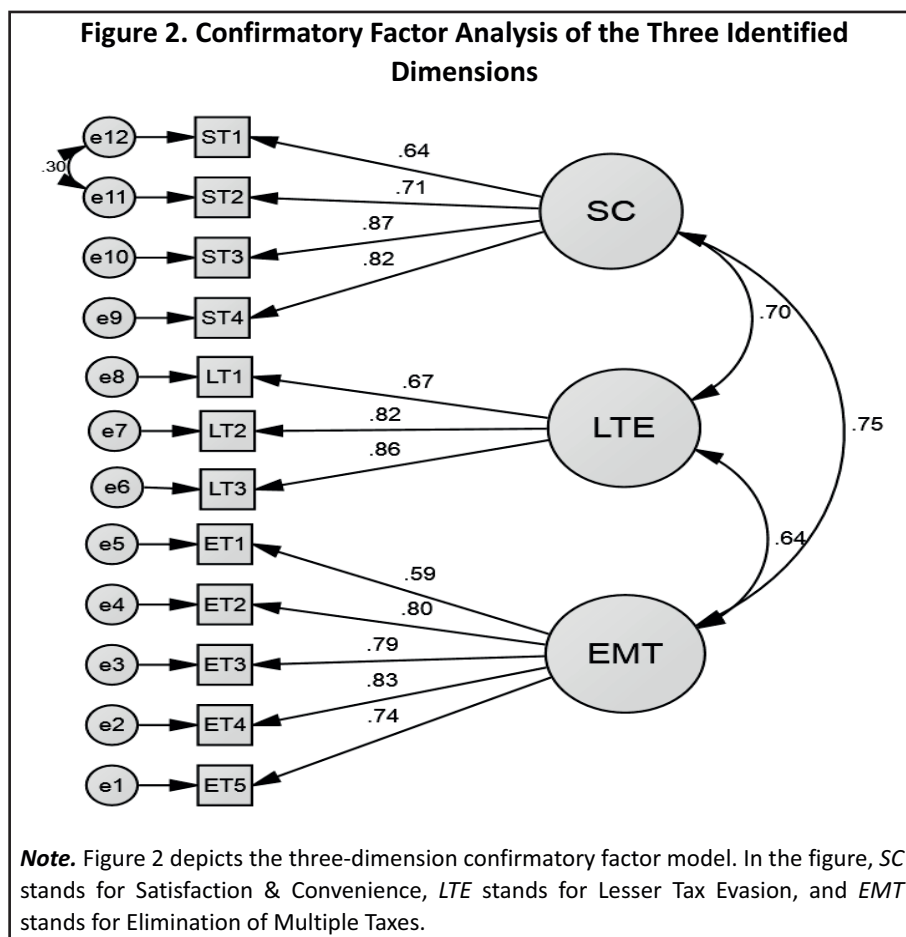 Figure 2. Confirmatory Factor Analysis of the Three Identified
Dimensions
e12 ST1 .64
.30
e11 ST2 .71 SC
e10 ST3 .87
e9 ST4 .82
.70
e8 LT1 .67
e7 LT2 .82 LTE .75
e6 LT3 .86
e5 ET1 .59 .64
e4 ET2 .80
e3 ET3 .79 EMT
e2 ET4 .83
e1 ET5 .74
Note. Figure 2 depicts the three-dimension confirmatory factor model. In the figure, SC
stands for Satisfaction & Convenience, LTE stands for Lesser Tax Evasion, and EMT
stands for Elimination of Multiple Taxes.